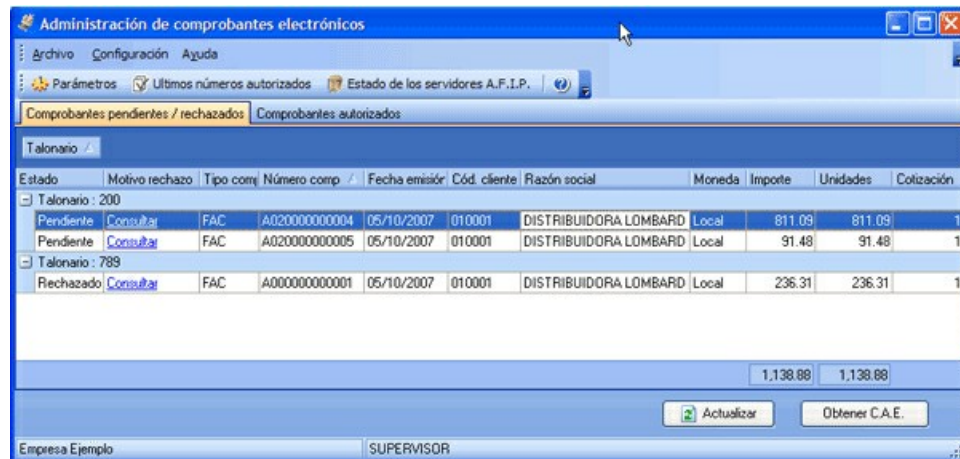 Administración de comprobantes electrónicos
Archivo Configuración Ayuda
Parámetros Ultimos números autorizados Estado de los servidores A.F.I.P.
Comprobantes pendientes / rechazados Comprobantes autorizados
Talonario
Estado Motivo rechazo Tipo com Número comp Fecha emisiór Cód. cliente Razón social Moneda Importe Unidades Cotización
Talonario : 200
Pendiente Consultar FAC A020000000004 05/10/2007 010001 DISTRIBUIDORA LOMBARD Local 811.09 811.09 1
Pendiente Consultar FAC A020000000005 05/10/2007 010001 DISTRIBUIDORA LOMBARD Local 91.48 91.48 1
Talonario : 789
Rechazado Consultar FAC A000000000001 05/10/2007 010001 DISTRIBUIDORA LOMBARD Local 236.31 236.31 1
1,138.88 1,138.88
Actualizar Obtener C.A.E.
Empresa Ejemplo SUPERVISOR